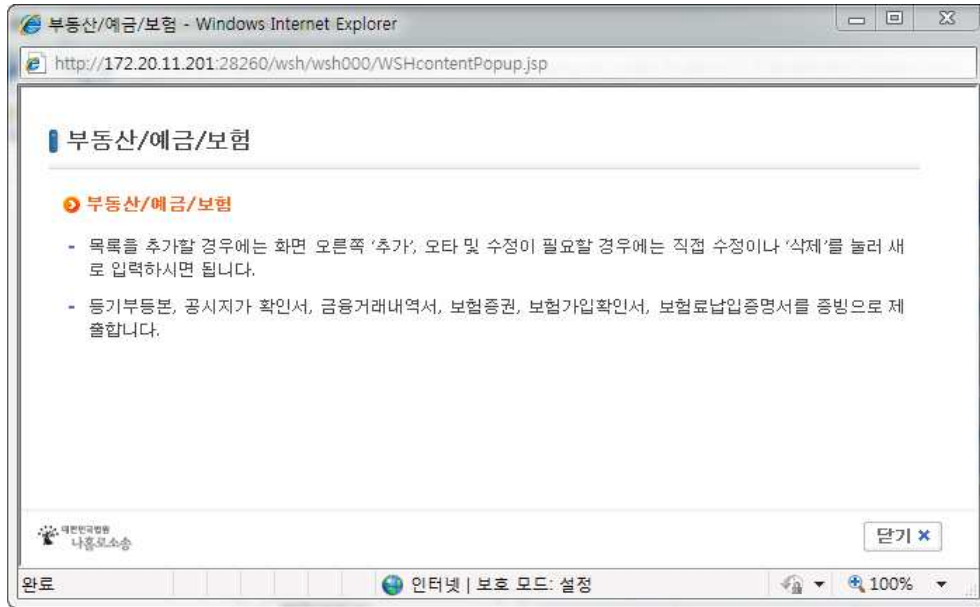 부동산/예금/보험 - Windows Internet Explorer
http://172.20.11.201:28260/wsh/wsh000/WSHcontentPopup.jsp
부동산/예금/보험
부동산/예금/보험
- 목록을 추가할 경우에는 화면 오른쪽 '추가', 오타 및 수정이 필요할 경우에는 직접 수정이나 '삭제'를 눌러 새
로 입력하시면 됩니다.
- 등기부등본, 공시지가 확인서, 금융거래내역서, 보험증권, 보험가입확인서, 보험료납입증명서를 증빙으로 제
출합니다.
대한민국법원
나홀로소송
닫기
완료
인터넷 | 보호 모드: 설정
100%